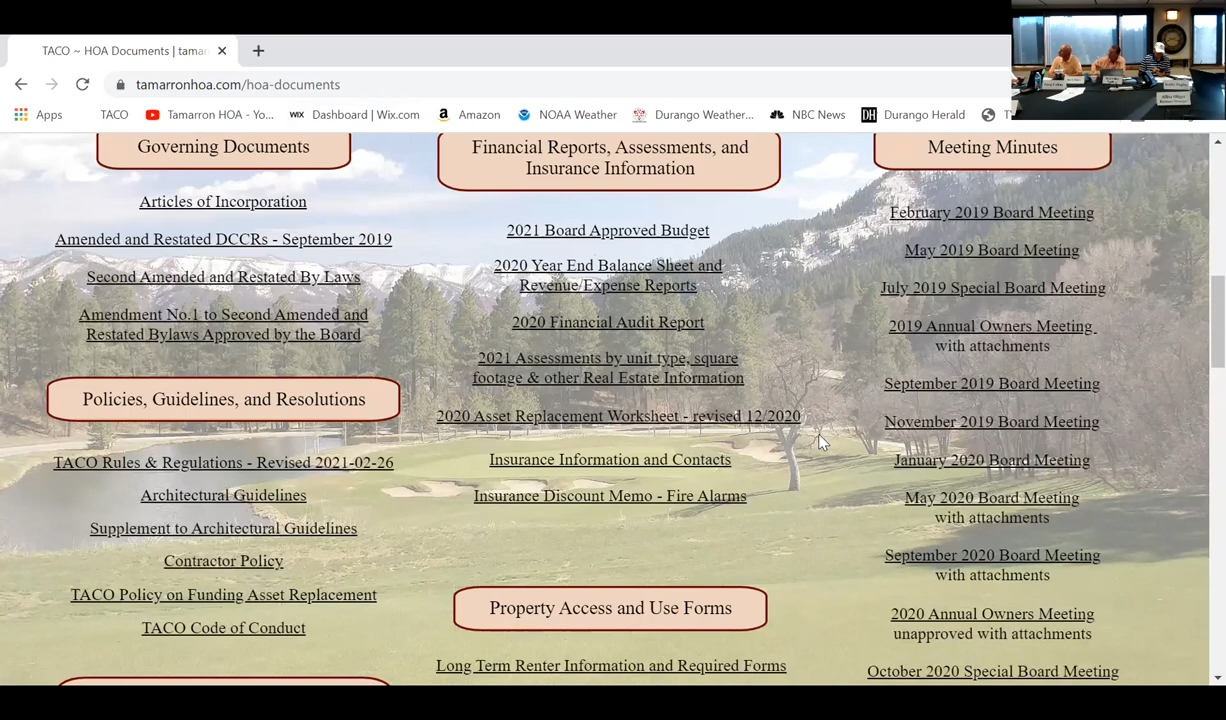 TACO ~ HOA Documents | tamar
tamarronhoa.com/hoa-documents
Apps
TACO
Tamarron HOA - Yo...
WIX
Dashboard | Wix.com
a
Amazon
NOAA Weather
Durango Weather...
NBC News
DH
Durango Herald
T
Governing Documents
Articles of Incorporation
Amended and Restated DCCRs - September 2019
Second Amended and Restated By Laws
Amendment No.1 to Second Amended and
Restated Bylaws Approved by the Board
Policies, Guidelines, and Resolutions
TACO Rules & Regulations - Revised 2021-02-26
Architectural Guidelines
Supplement to Architectural Guidelines
Contractor Policy
TACO Policy on Funding Asset Replacement
TACO Code of Conduct
Financial Reports, Assessments, and
Insurance Information
2021 Board Approved Budget
2020 Year End Balance Sheet and
Revenue/Expense Reports
2020 Financial Audit Report
2021 Assessments by unit type, square
footage & other Real Estate Information
2020 Asset Replacement Worksheet - revised 12/2020
Insurance Information and Contacts
Insurance Discount Memo - Fire Alarms
Property Access and Use Forms
Long Term Renter Information and Required Forms
Meeting Minutes
February 2019 Board Meeting
May 2019 Board Meeting
July 2019 Special Board Meeting
2019 Annual Owners Meeting
with attachments
September 2019 Board Meeting
November 2019 Board Meeting
January 2020 Board Meeting
May 2020 Board Meeting
with attachments
September 2020 Board Meeting
with attachments
2020 Annual Owners Meeting
unapproved with attachments
October 2020 Special Board Meeting